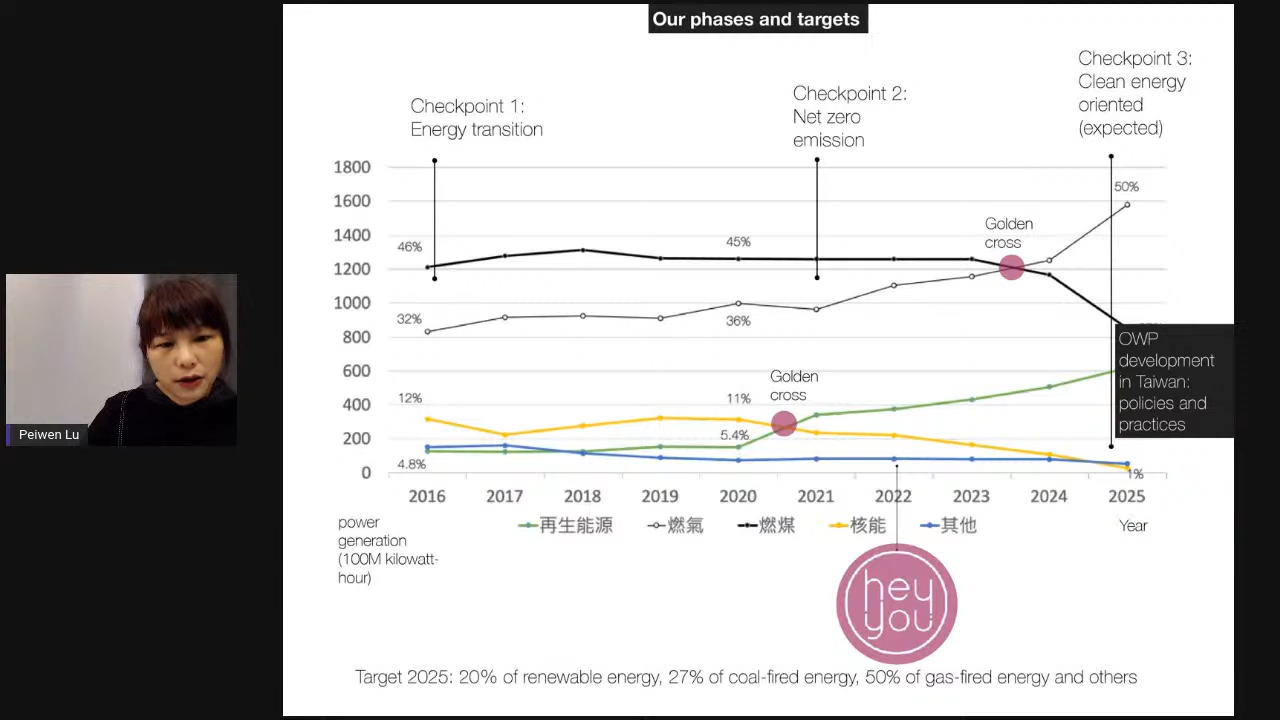 Our phases and targets
Checkpoint 1:
Energy transition
Checkpoint 2:
Net zero
emission
Checkpoint 3:
Clean energy
oriented
(expected)
1800
1600
1400
1200
1000
800
600
400
200
0
46%
45%
50%
32%
36%
12%
11%
5.4%
4.8%
1%
Golden
cross
Golden
cross
OWP
development
in Taiwan:
policies and
practices
2016 2017 2018 2019 2020 2021 2022 2023 2024 2025
power
generation
(100M kilowatt-
hour)
再生能源 燃氣 燃煤 核能 其他
Year
hey
you
Target 2025: 20% of renewable energy, 27% of coal-fired energy, 50% of gas-fired energy and others
Peiwen Lu